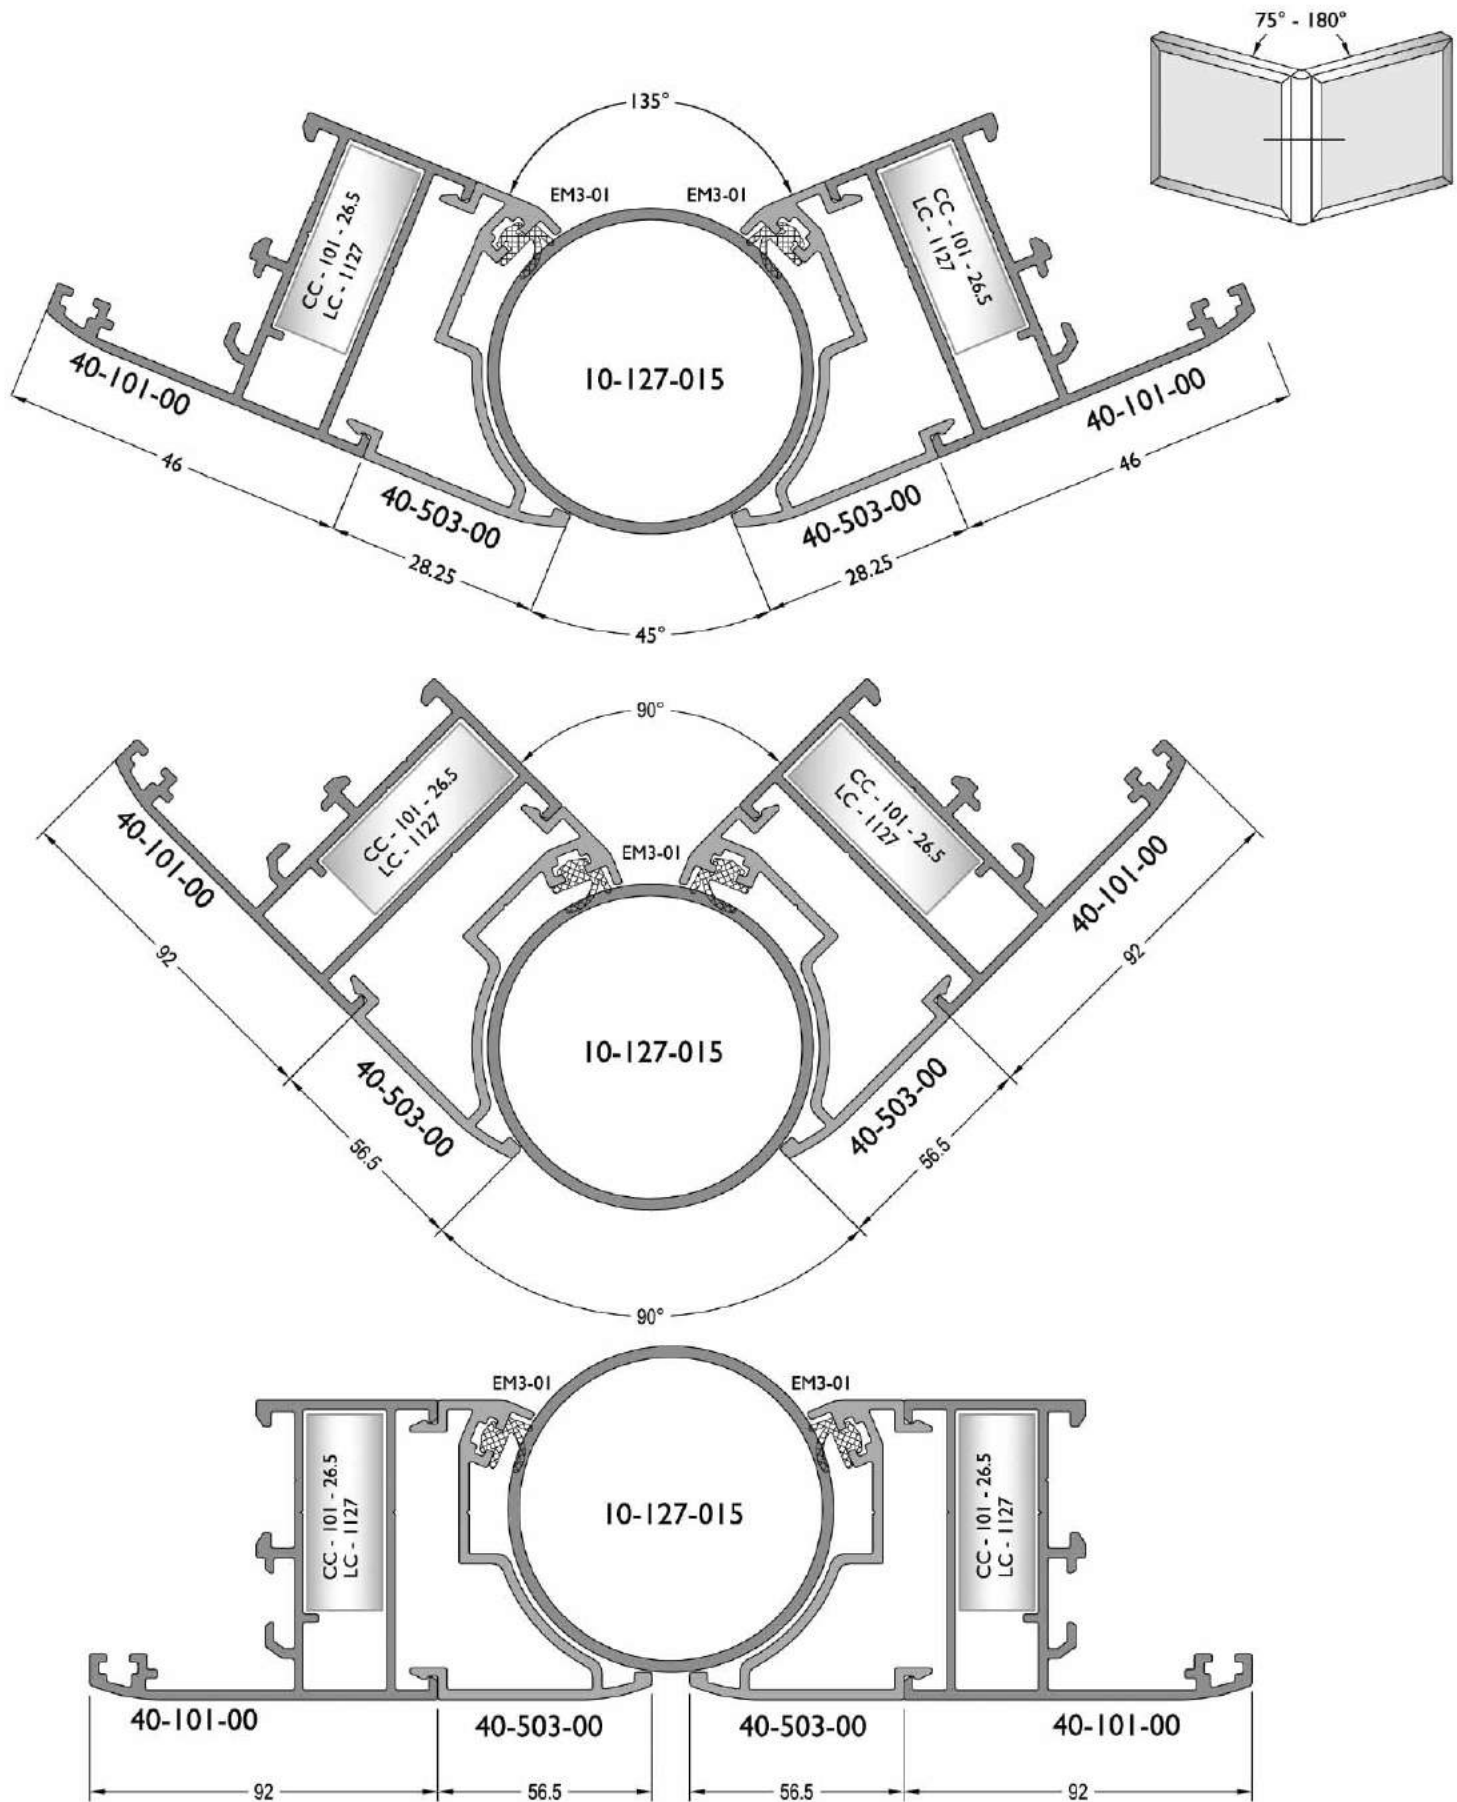 75° - 180°
135°
EM3-01
EM3-01
CC - 101 - 26.5
LC - 1127
CC - 101 - 26.5
LC - 1127
10-127-015
40-101-00
40-101-00
46
46
40-503-00
40-503-00
28.25
28.25
45°
90°
CC - 101 - 26.5
LC - 1127
CC - 101 - 26.5
LC - 1127
EM3-01
40-101-00
40-101-00
92
92
10-127-015
40-503-00
40-503-00
56.5
56.5
90°
EM3-01
EM3-01
CC - 101 - 26.5
LC - 1127
CC - 101 - 26.5
LC - 1127
10-127-015
40-101-00
40-503-00
40-503-00
40-101-00
92
56.5
56.5
92